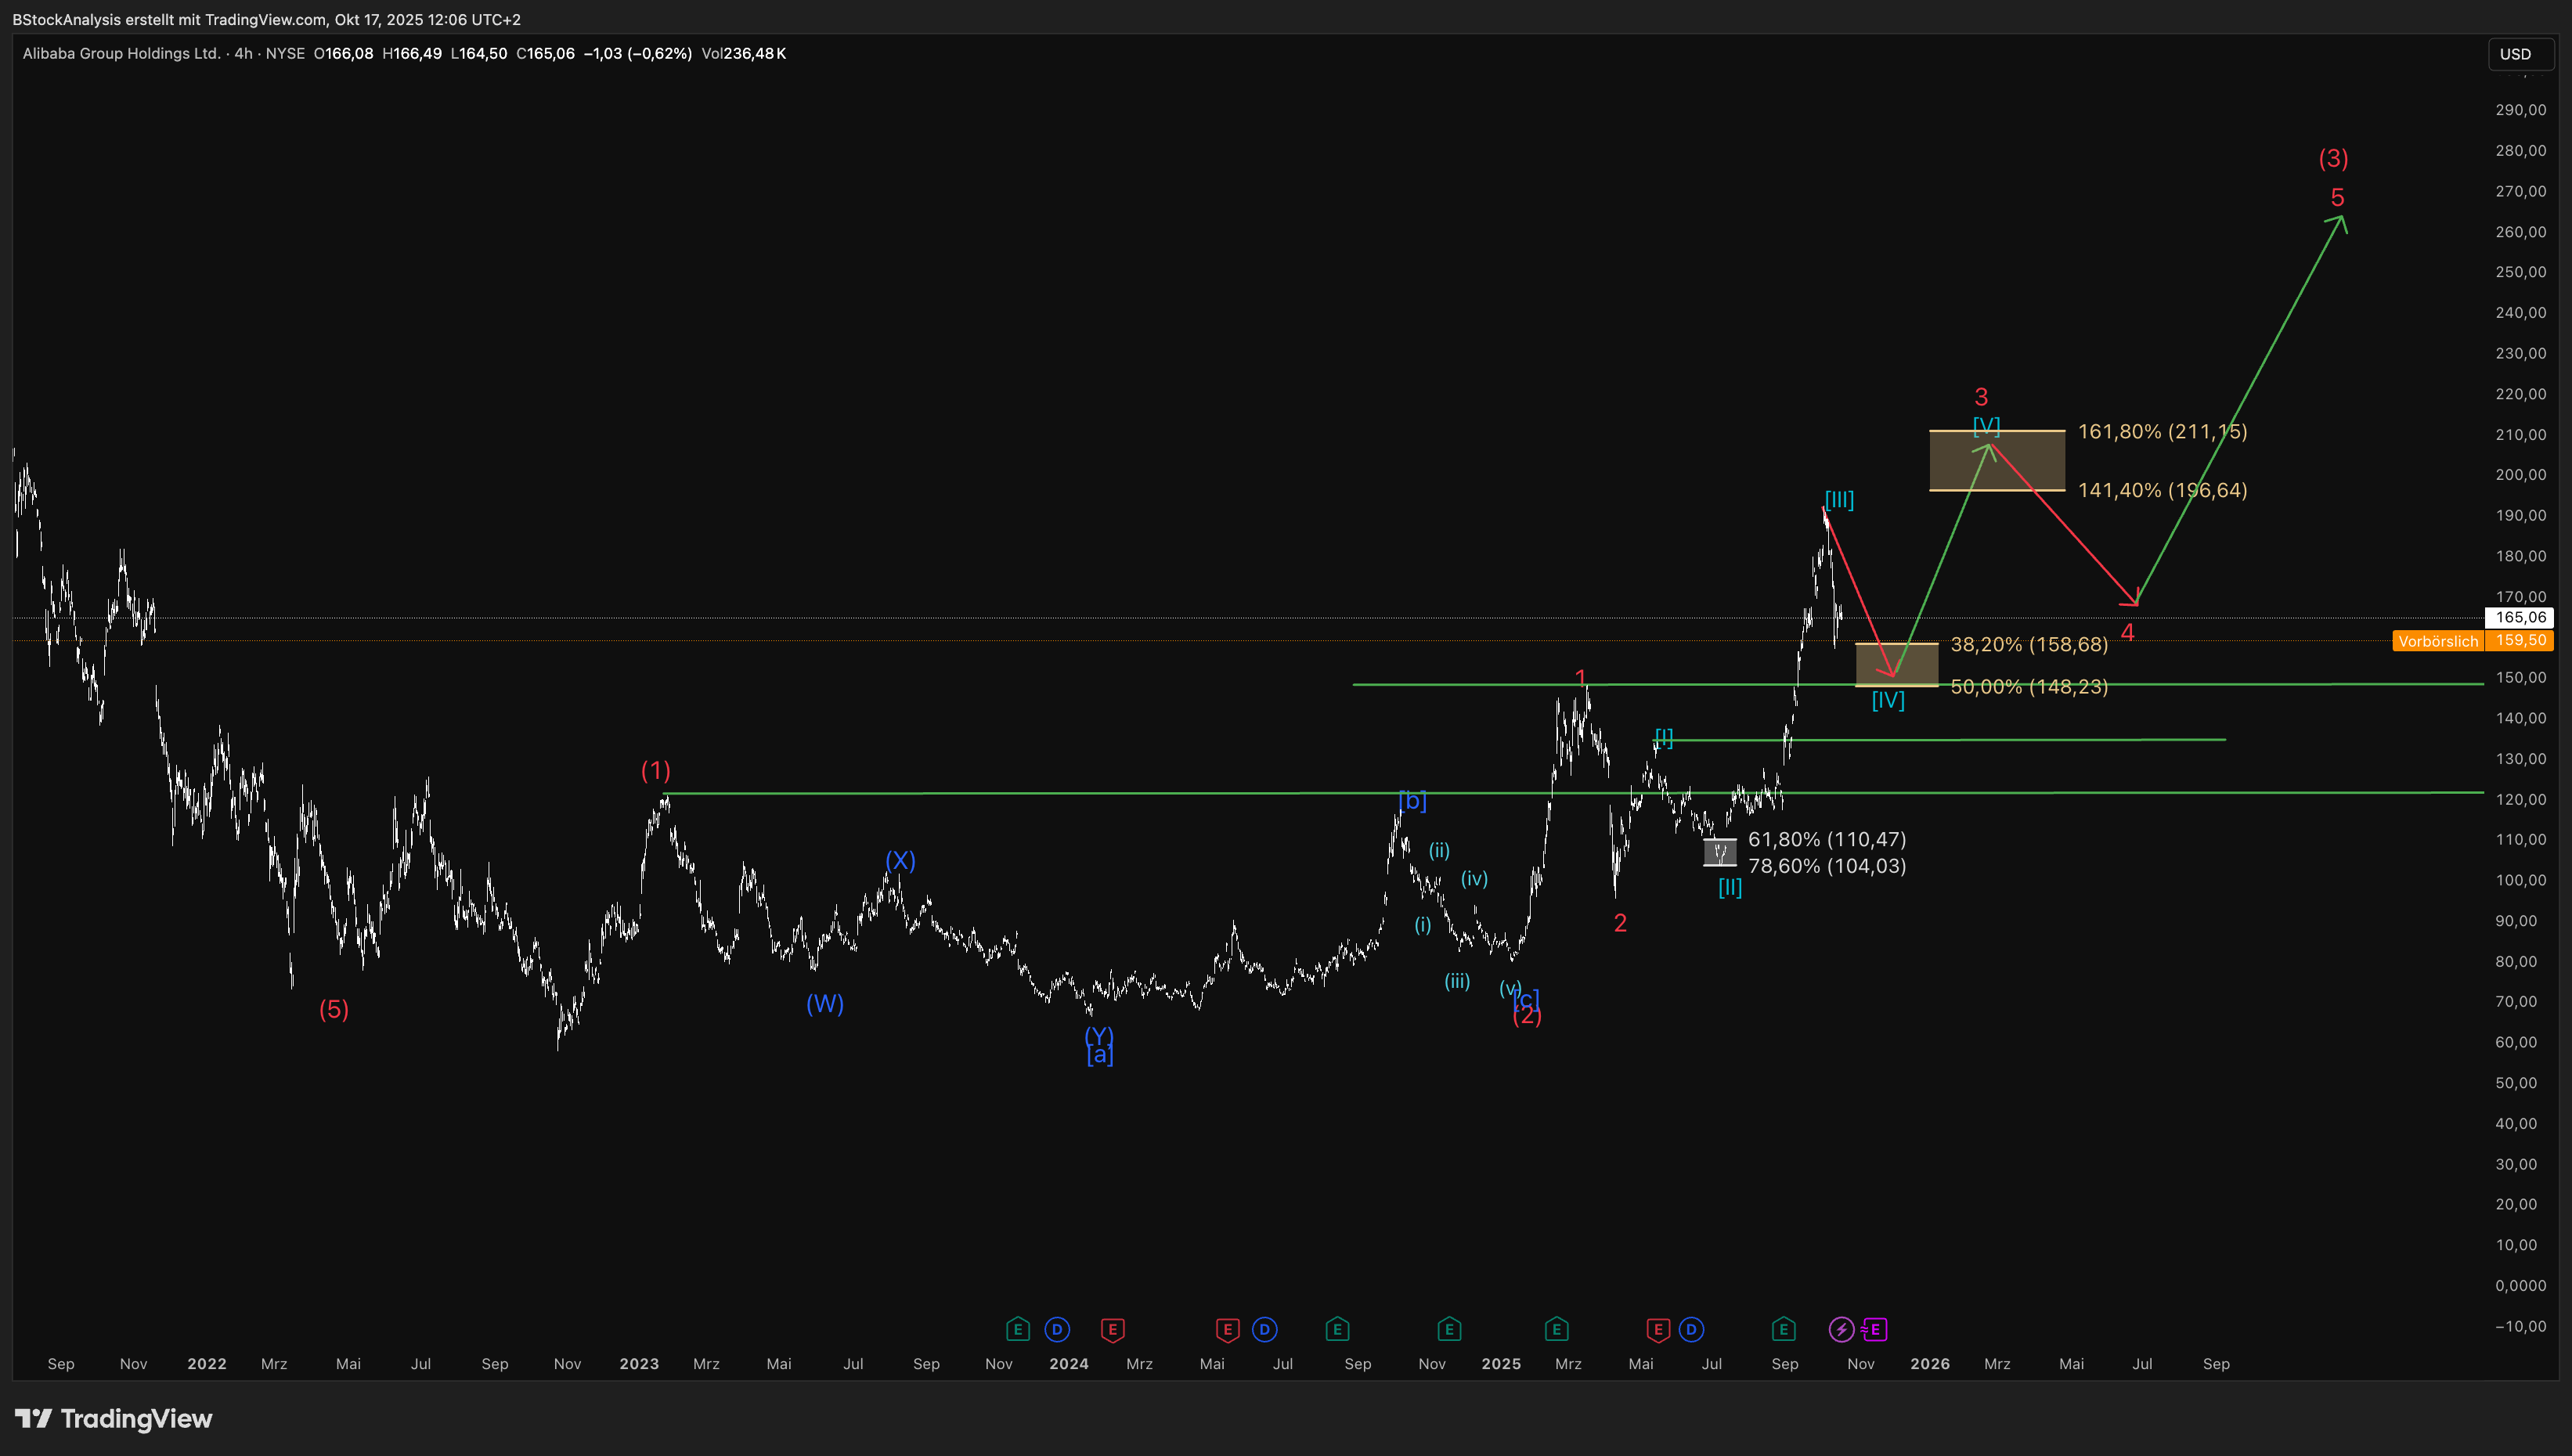 BStockAnalysis erstellt mit TradingView.com, Okt 17, 2025 12:06 UTC+2
Alibaba Group Holdings Ltd. · 4h · NYSE O166,08 H166,49 L164,50 C165,06 −1,03 (−0,62%) Vol236,48 K
USD
290,00
280,00
270,00
260,00
250,00
240,00
230,00
220,00
210,00
200,00
190,00
180,00
170,00
165,06
Vorbörslich 159,50
150,00
140,00
130,00
120,00
110,00
100,00
90,00
80,00
70,00
60,00
50,00
40,00
30,00
20,00
10,00
0,0000
−10,00
(3)
5
3
[V]
161,80% (211,15)
141,40% (196,64)
[III]
4
38,20% (158,68)
50,00% (148,23)
[IV]
1
[I]
(1)
[b]
61,80% (110,47)
78,60% (104,03)
[II]
(ii)
(X)
(iv)
2
(i)
(iii)
(v)
[c]
(2)
(W)
(5)
(Y)
[a]
E D E E D E E E E D E ≈E
Sep Nov 2022 Mrz Mai Jul Sep Nov 2023 Mrz Mai Jul Sep Nov 2024 Mrz Mai Jul Sep Nov 2025 Mrz Mai Jul Sep Nov 2026 Mrz Mai Jul Sep
TradingView